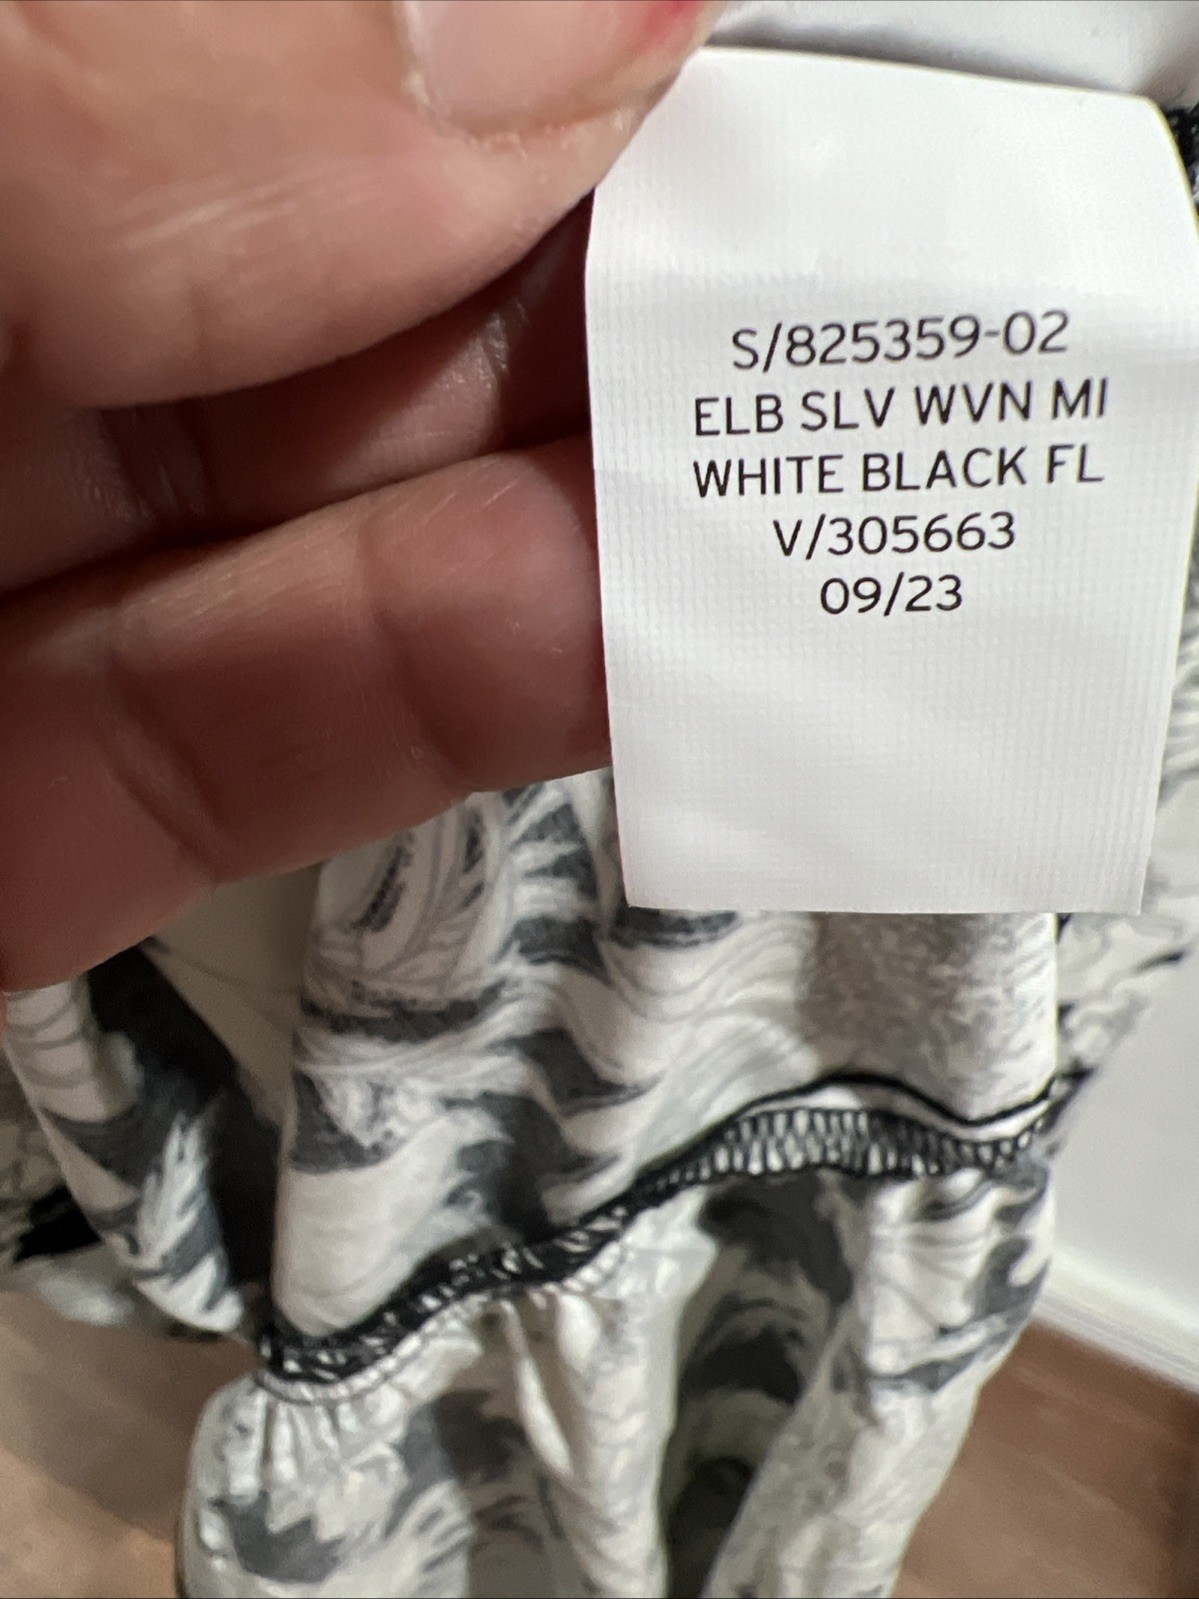 S/825359-02
ELB SLV WVN MI
WHITE BLACK FL
V/305663
09/23